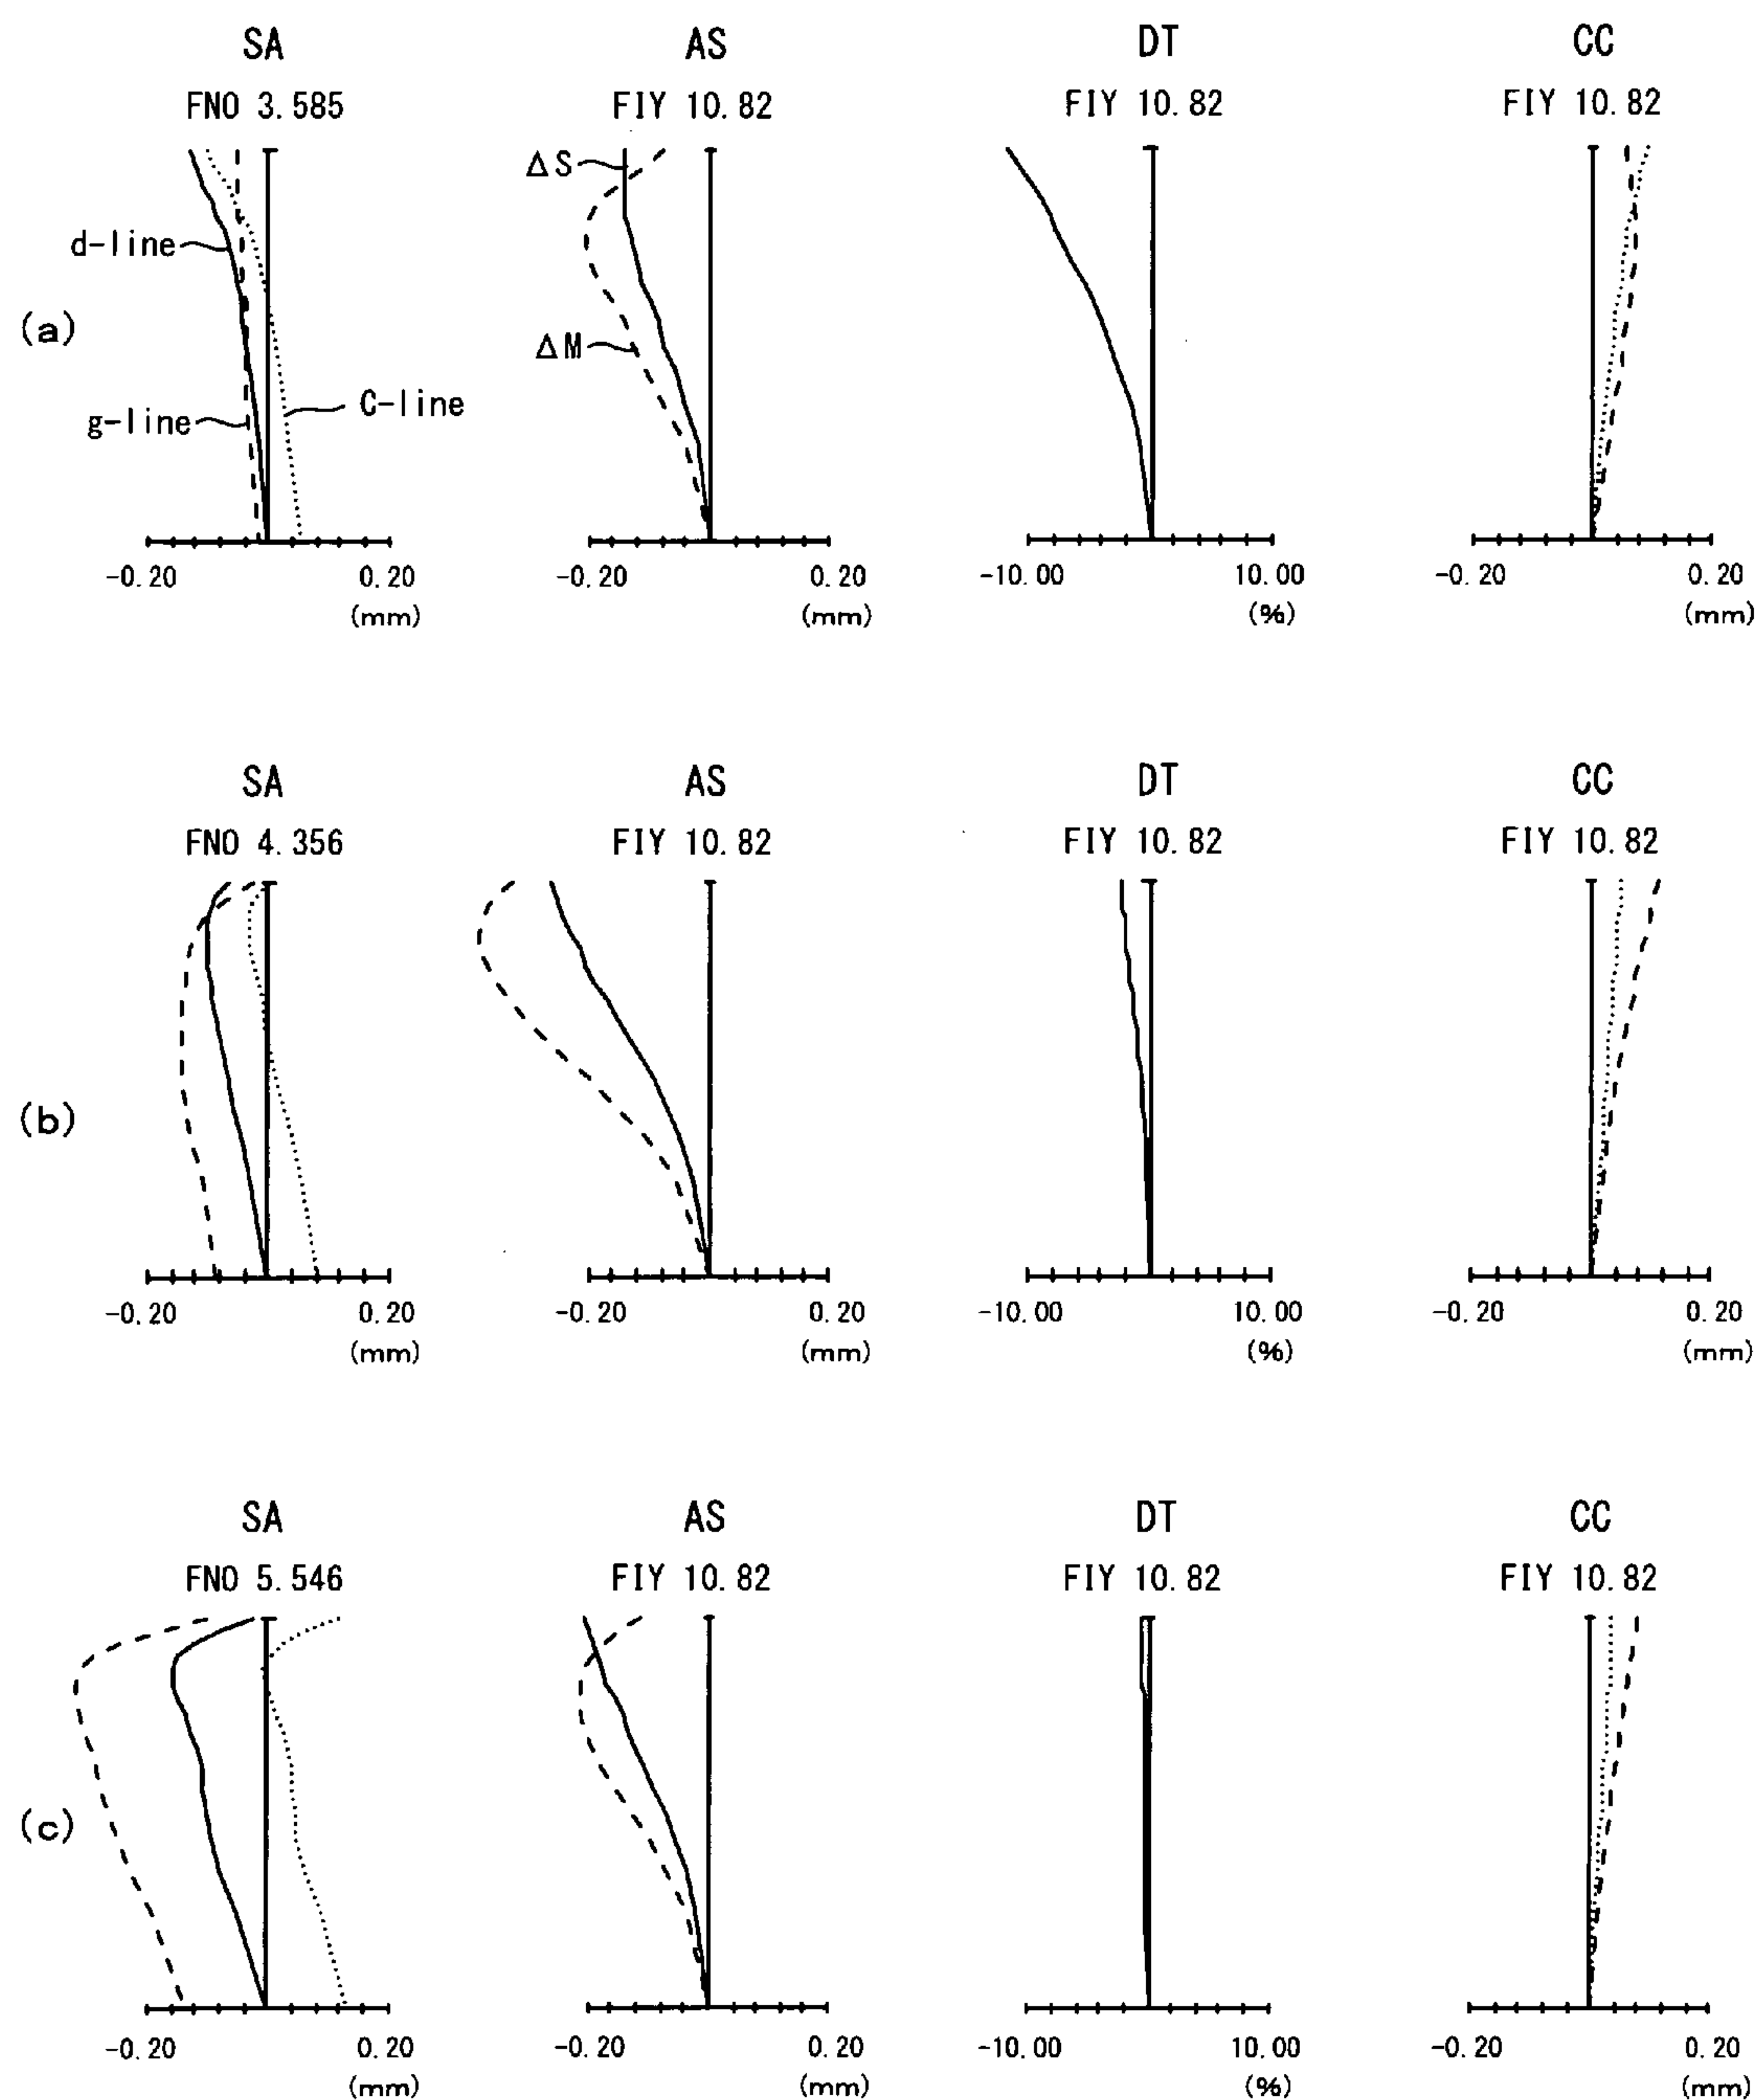 SA AS DT CC
FNO 3.585 FIY 10.82 FIY 10.82 FIY 10.82
ΔS
d-line
(a)
ΔM
C-line
g-line
-0.20 0.20 -0.20 0.20 -10.00 10.00 -0.20 0.20
(mm) (mm) (%) (mm)
SA AS DT CC
FNO 4.356 FIY 10.82 FIY 10.82 FIY 10.82
(b)
-0.20 0.20 -0.20 0.20 -10.00 10.00 -0.20 0.20
(mm) (mm) (%) (mm)
SA AS DT CC
FNO 5.546 FIY 10.82 FIY 10.82 FIY 10.82
(c)
-0.20 0.20 -0.20 0.20 -10.00 10.00 -0.20 0.20
(mm) (mm) (%) (mm)